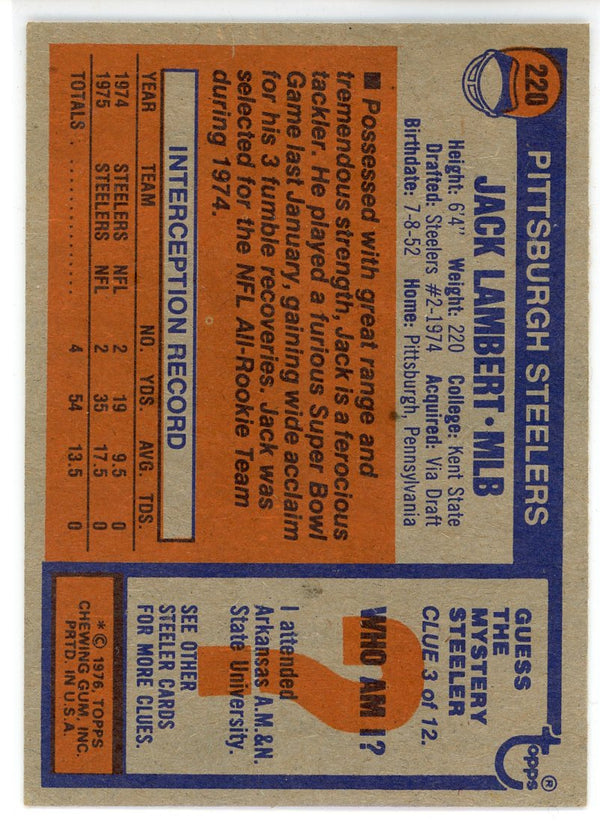 220
PITTSBURGH STEELERS
JACK LAMBERT • MLB
Height: 6'4" Weight: 220 College: Kent State
Drafted: Steelers #2-1974 Acquired: Via Draft
Birthdate: 7-8-52 Home: Pittsburgh, Pennsylvania
■ Possessed with great range and
tremendous strength, Jack is a ferocious
tackler. He played a furious Super Bowl
Game last January, gaining wide acclaim
for his 3 fumble recoveries. Jack was
selected for the NFL All-Rookie Team
during 1974.
INTERCEPTION RECORD
YEAR TEAM NO. YDS. AVG. TDS.
1974 STEELERS NFL 2 19 9.5 0
1975 STEELERS NFL 2 35 17.5 0
TOTALS 4 54 13.5 0
topps®
GUESS
THE
MYSTERY
STEELER
CLUE 3 of 12.
?
WHO AM I?
I attended
Arkansas A.M.&N.
State University.
SEE OTHER
STEELER CARDS
FOR MORE CLUES.
* © 1976, TOPPS
CHEWING GUM, INC.
PRTD. IN U.S.A.